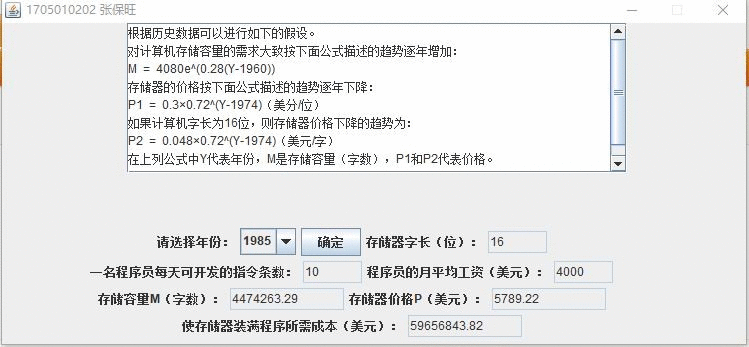 1705010202 张保旺
根据历史数据可以进行如下的假设。
对计算机存储容量的需求大致按下面公式描述的趋势逐年增加：
M = 4080e^(0.28(Y-1960))
存储器的价格按下面公式描述的趋势逐年下降：
P1 = 0.3×0.72^(Y-1974)（美分/位）
如果计算机字长为16位，则存储器价格下降的趋势为：
P2 = 0.048×0.72^(Y-1974)（美元/字）
在上列公式中Y代表年份，M是存储容量（字数），P1和P2代表价格。
请选择年份： 1985 确定 存储器字长（位）： 16
一名程序员每天可开发的指令条数： 10 程序员的月平均工资（美元）： 4000
存储容量M（字数）： 4474263.29 存储器价格P（美元）： 5789.22
使存储器装满程序所需成本（美元）： 59656843.82